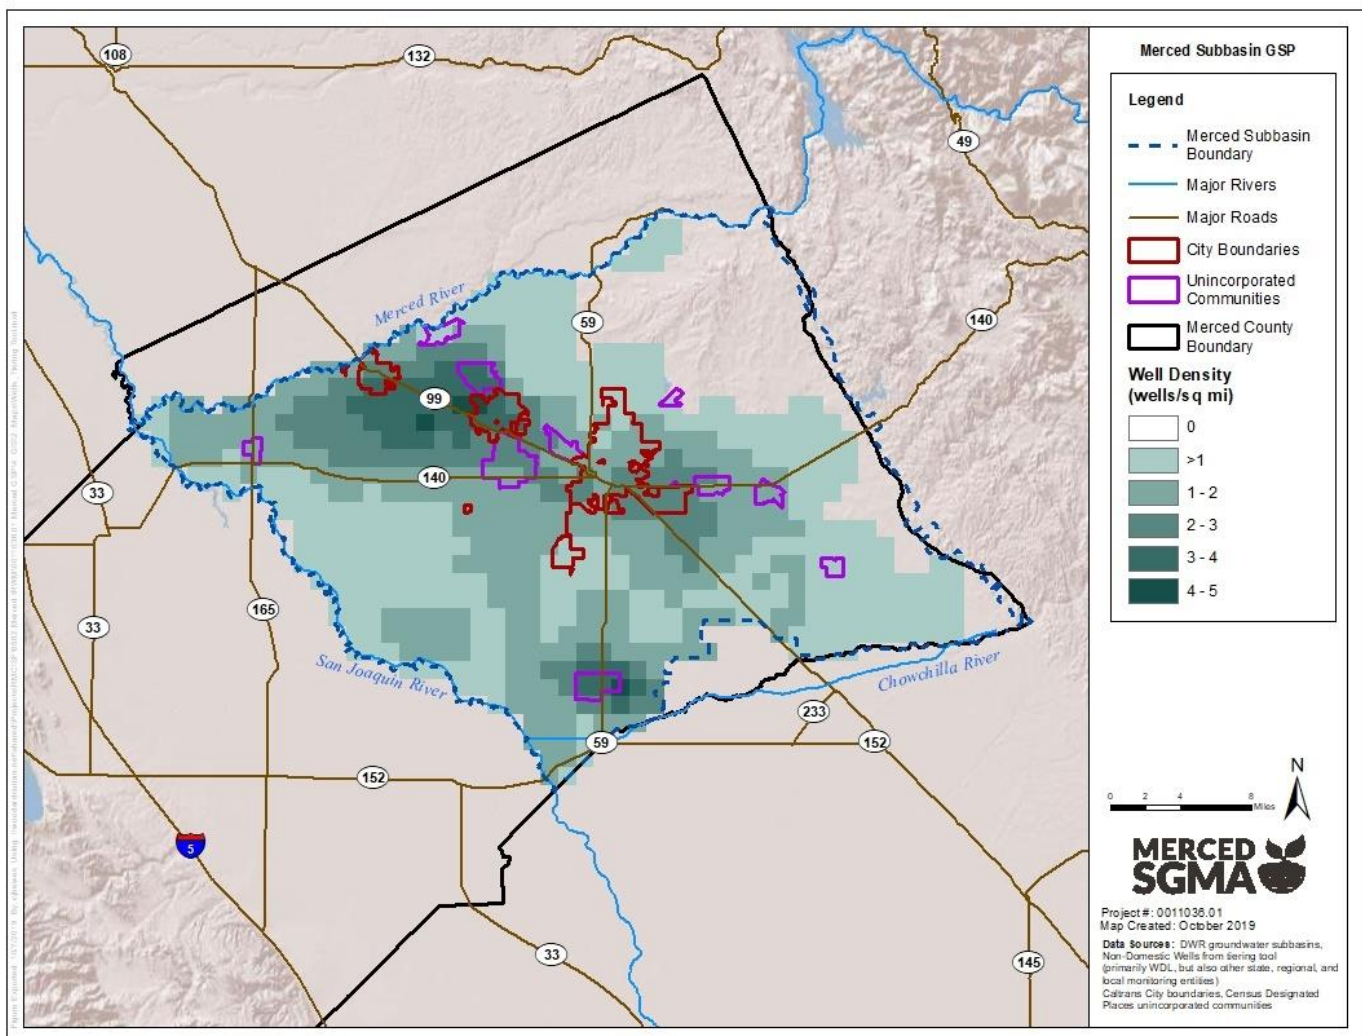 Merced Subbasin GSP
Legend
Merced Subbasin
Boundary
Major Rivers
Major Roads
City Boundaries
Unincorporated
Communities
Merced County
Boundary
Well Density
(wells/sq mi)
0
>1
1 - 2
2 - 3
3 - 4
4 - 5
108
132
49
Merced River
59
140
99
140
33
165
33
San Joaquin River
Chowchilla River
233
59
152
152
5
33
145
N
0 2 4 8
Miles
MERCED
SGMA
Project #: 0011036.01
Map Created: October 2019
Data Sources: DWR groundwater subbasins,
Non-Domestic Wells from tiering tool
(primarily WDL, but also other state, regional, and
local monitoring entities)
Caltrans City boundaries, Census Designated
Places unincorporated communities